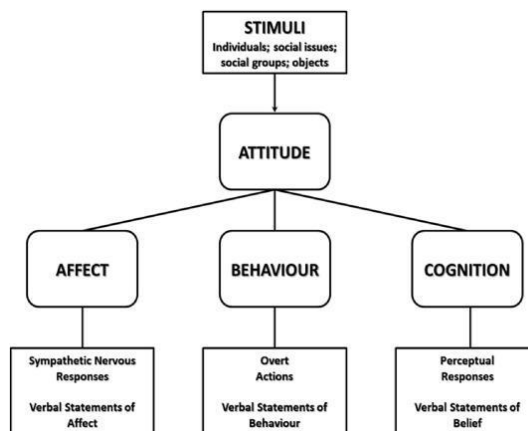 STIMULI
Individuals; social issues;
social groups; objects
ATTITUDE
AFFECT
BEHAVIOUR
COGNITION
Sympathetic Nervous
Responses
Verbal Statements of
Affect
Overt
Actions
Verbal Statements of
Behaviour
Perceptual
Responses
Verbal Statements of
Belief